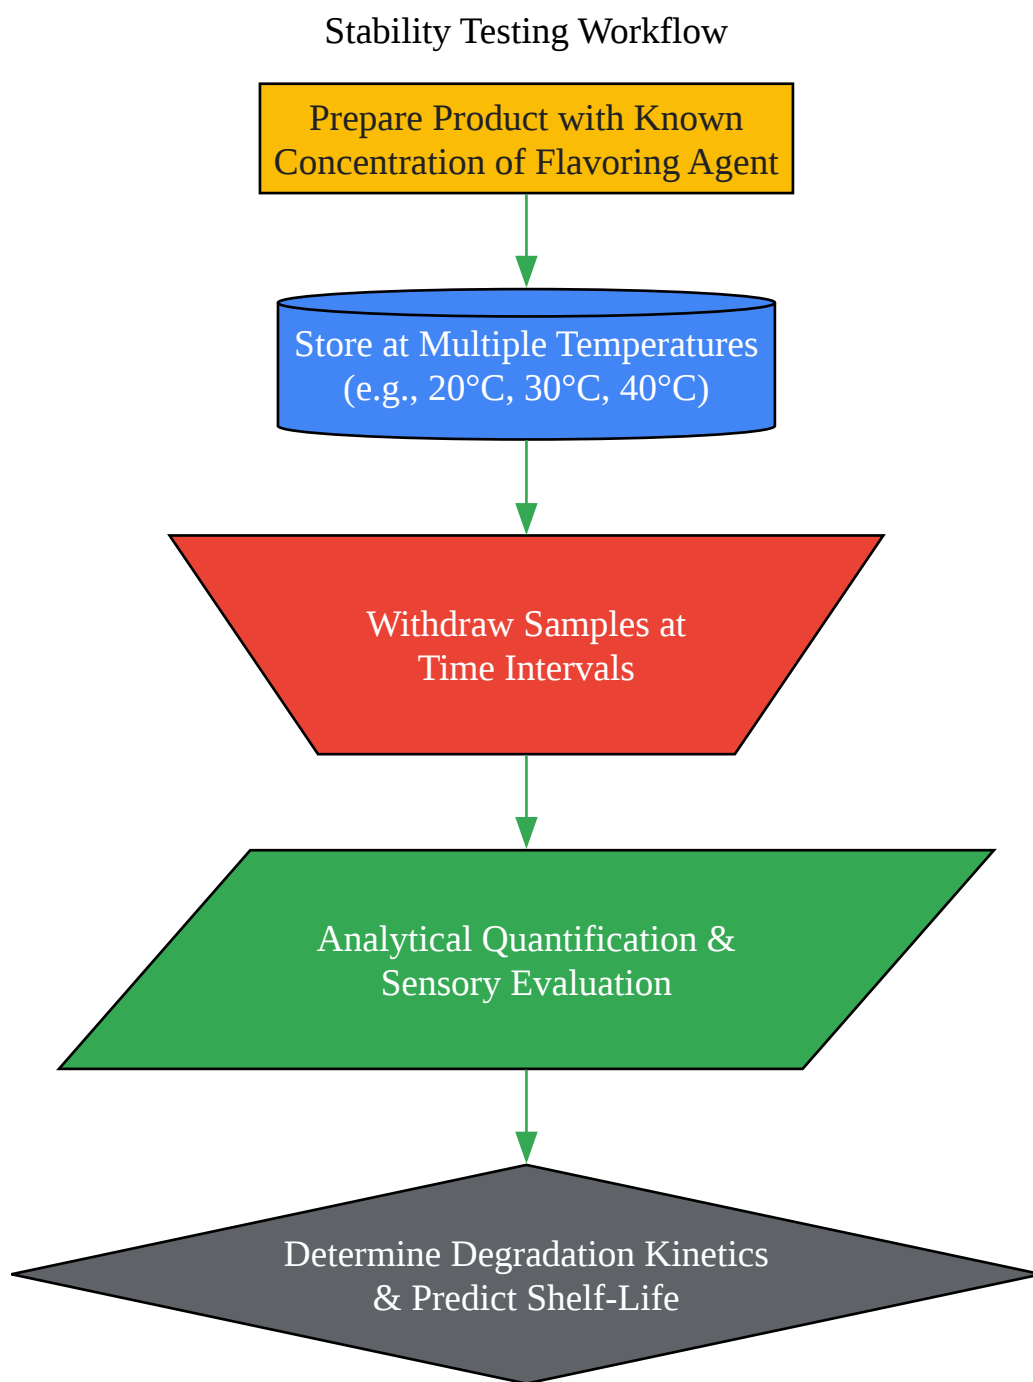 Stability Testing Workflow
Prepare Product with Known
Concentration of Flavoring Agent
Store at Multiple Temperatures
(e.g., 20°C, 30°C, 40°C)
Withdraw Samples at
Time Intervals
Analytical Quantification &
Sensory Evaluation
Determine Degradation Kinetics
& Predict Shelf-Life